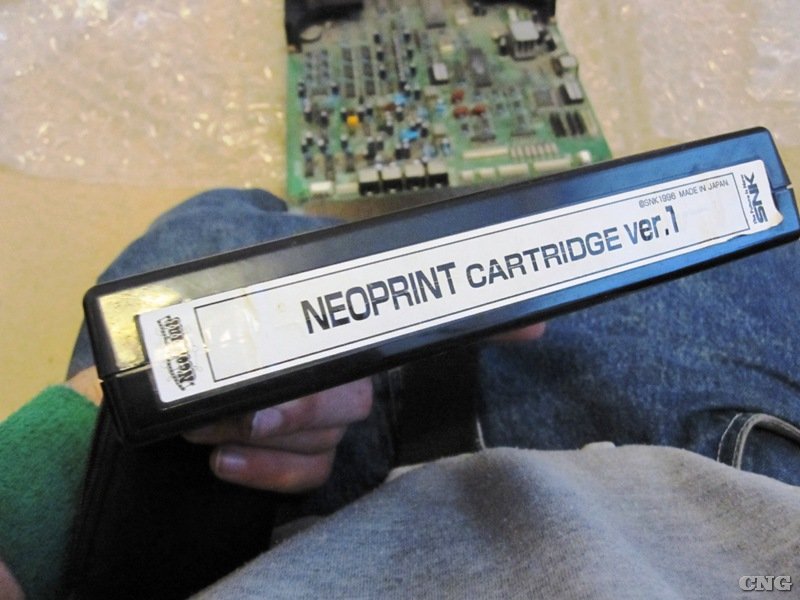 ©SNK1996 MADE IN JAPAN.
SNK
NEOPRINT CARTRIDGE ver.1
CNG